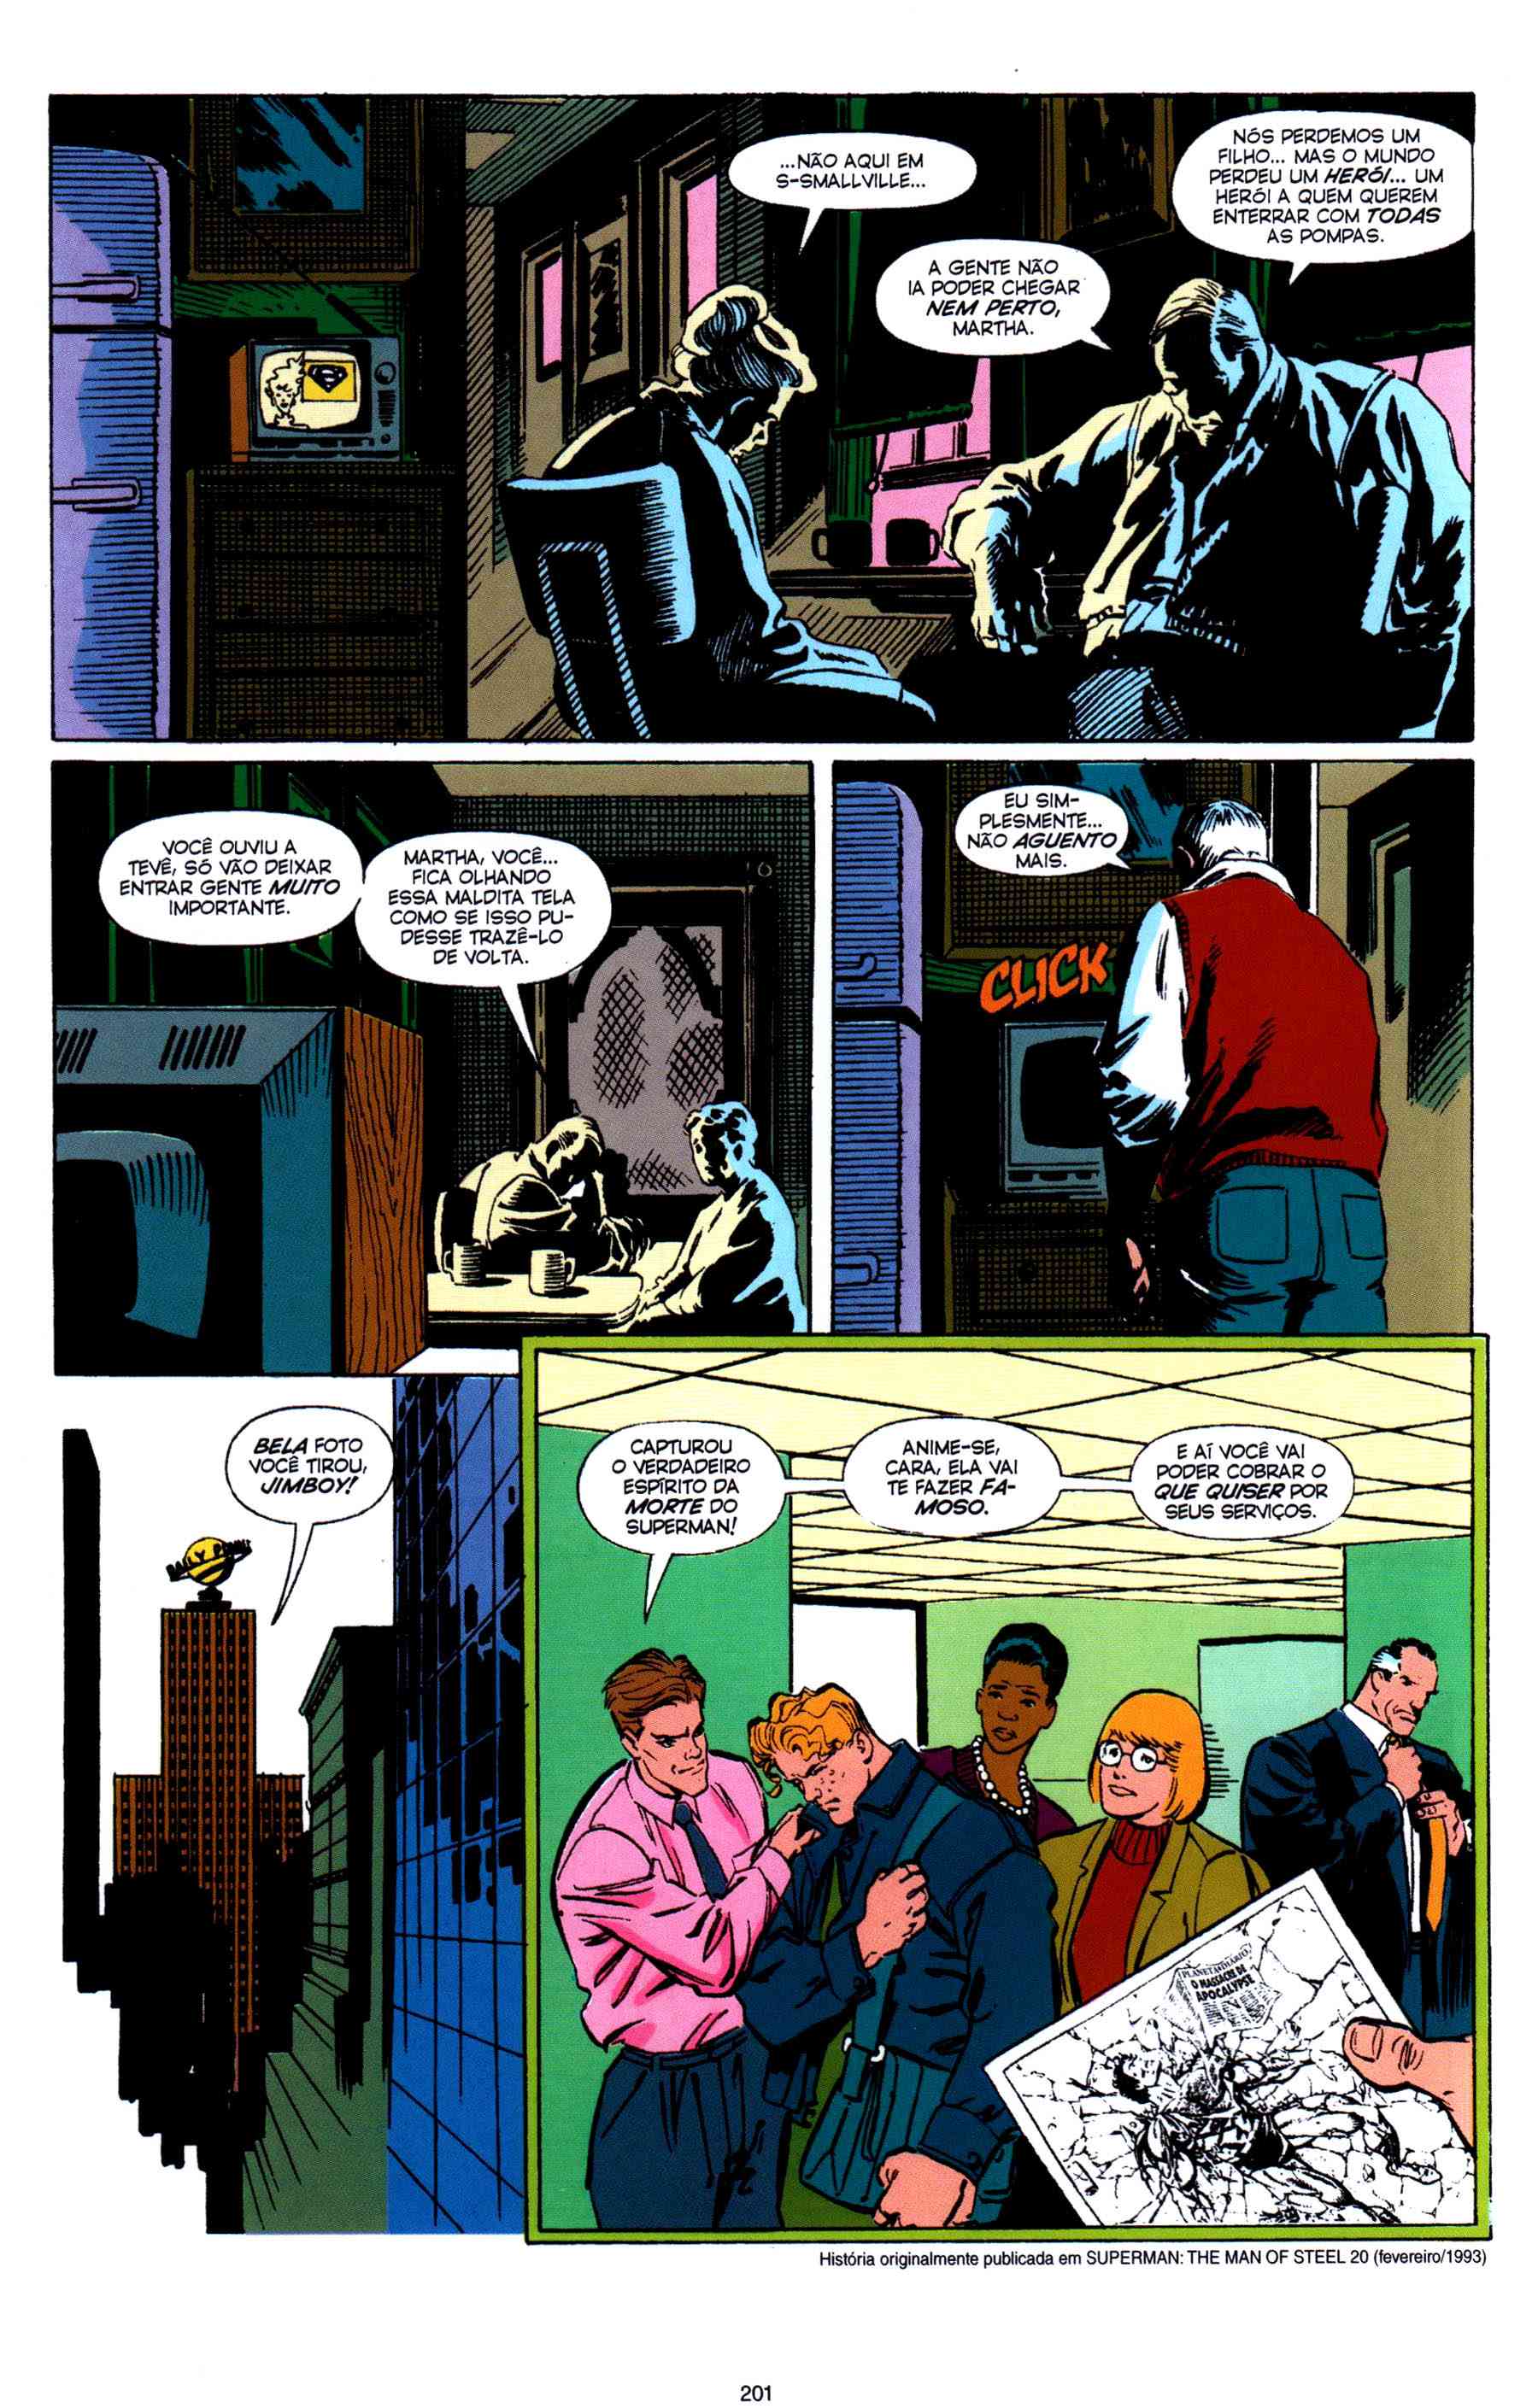 ...NÃO AQUI EM
S-SMALLVILLE...
NÓS PERDEMOS UM
FILHO... MAS O MUNDO
PERDEU UM HERÓI... UM
HERÓI A QUEM QUEREM
ENTERRAR COM TODAS
AS POMPAS.
A GENTE NÃO
IA PODER CHEGAR
NEM PERTO,
MARTHA.
VOCÊ OUVIU A
TEVÊ, SÓ VÃO DEIXAR
ENTRAR GENTE MUITO
IMPORTANTE.
MARTHA, VOCÊ...
FICA OLHANDO
ESSA MALDITA TELA
COMO SE ISSO PU-
DESSE TRAZÊ-LO
DE VOLTA.
EU SIM-
PLESMENTE...
NÃO AGUENTO
MAIS.
CLICK
BELA FOTO
VOCÊ TIROU,
JIMBOY!
DAILY PLANET
CAPTUROU
O VERDADEIRO
ESPÍRITO DA
MORTE DO
SUPERMAN!
ANIME-SE,
CARA, ELA VAI
TE FAZER FA-
MOSO.
E AÍ VOCÊ VAI
PODER COBRAR O
QUE QUISER POR
SEUS SERVIÇOS.
PLANETA DIÁRIO
O MASSACRE DE
APOCALYPSE
História originalmente publicada em SUPERMAN: THE MAN OF STEEL 20 (fevereiro/1993)
201